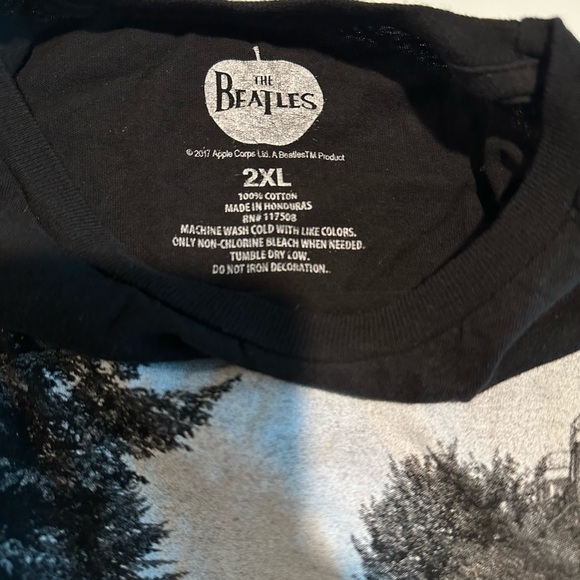 THE
BEATLES
© 2017 Apple Corps Ltd. A Beatles™ Product
2XL
100% COTTON
MADE IN HONDURAS
RN# 117508
MACHINE WASH COLD WITH LIKE COLORS.
ONLY NON-CHLORINE BLEACH WHEN NEEDED.
TUMBLE DRY LOW.
DO NOT IRON DECORATION.